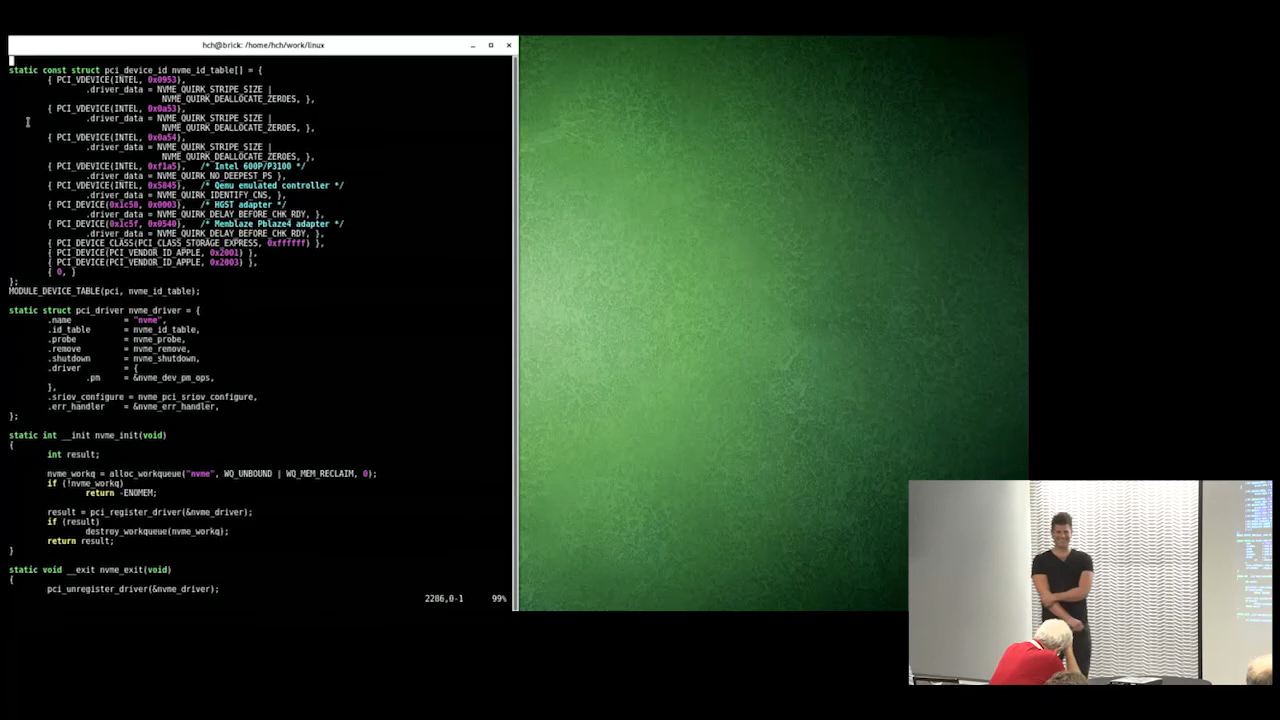 hch@brick: /home/hch/work/linux
static const struct pci_device_id nvme_id_table[] = {
{ PCI_VDEVICE(INTEL, 0x0953),
.driver_data = NVME_QUIRK_STRIPE_SIZE |
NVME_QUIRK_DEALLOCATE_ZEROES, },
{ PCI_VDEVICE(INTEL, 0x0a53),
.driver_data = NVME_QUIRK_STRIPE_SIZE |
NVME_QUIRK_DEALLOCATE_ZEROES, },
{ PCI_VDEVICE(INTEL, 0x0a54),
.driver_data = NVME_QUIRK_STRIPE_SIZE |
NVME_QUIRK_DEALLOCATE_ZEROES, },
{ PCI_VDEVICE(INTEL, 0xf1a5), /* Intel 600P/P3100 */
.driver_data = NVME_QUIRK_NO_DEEPEST_PS },
{ PCI_VDEVICE(INTEL, 0x5845), /* Qemu emulated controller */
.driver_data = NVME_QUIRK_IDENTIFY_CNS, },
{ PCI_DEVICE(0x1c58, 0x0003), /* HGST adapter */
.driver_data = NVME_QUIRK_DELAY_BEFORE_CHK_RDY, },
{ PCI_DEVICE(0x1c5f, 0x0540), /* Memblaze Pblaze4 adapter */
.driver_data = NVME_QUIRK_DELAY_BEFORE_CHK_RDY, },
{ PCI_DEVICE_CLASS(PCI_CLASS_STORAGE_EXPRESS, 0xffffff) },
{ PCI_DEVICE(PCI_VENDOR_ID_APPLE, 0x2001) },
{ PCI_DEVICE(PCI_VENDOR_ID_APPLE, 0x2003) },
{ 0, }
};
MODULE_DEVICE_TABLE(pci, nvme_id_table);
static struct pci_driver nvme_driver = {
.name = "nvme",
.id_table = nvme_id_table,
.probe = nvme_probe,
.remove = nvme_remove,
.shutdown = nvme_shutdown,
.driver = {
.pm = &nvme_dev_pm_ops,
},
.sriov_configure = nvme_pci_sriov_configure,
.err_handler = &nvme_err_handler,
};
static int __init nvme_init(void)
{
int result;
nvme_workq = alloc_workqueue("nvme", WQ_UNBOUND | WQ_MEM_RECLAIM, 0);
if (!nvme_workq)
return -ENOMEM;
result = pci_register_driver(&nvme_driver);
if (result)
destroy_workqueue(nvme_workq);
return result;
}
static void __exit nvme_exit(void)
{
pci_unregister_driver(&nvme_driver);
2286,0-1 99%